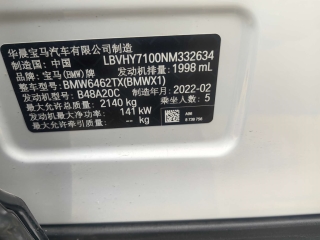 华晨宝马汽车有限公司制造
制造国: 中国 LBVHY7100NM332634
品牌: 宝马(BMW)牌 发动机排量: 1998 mL
整车型号: BMW6462TX(BMWX1)
发动机型号: B48A20C 制造年月: 2022-02
最大设计总质量: 2140 kg 乘坐人数: 5
发动机最大净功率: 141 kW
最大允许牵引质量: -- kg